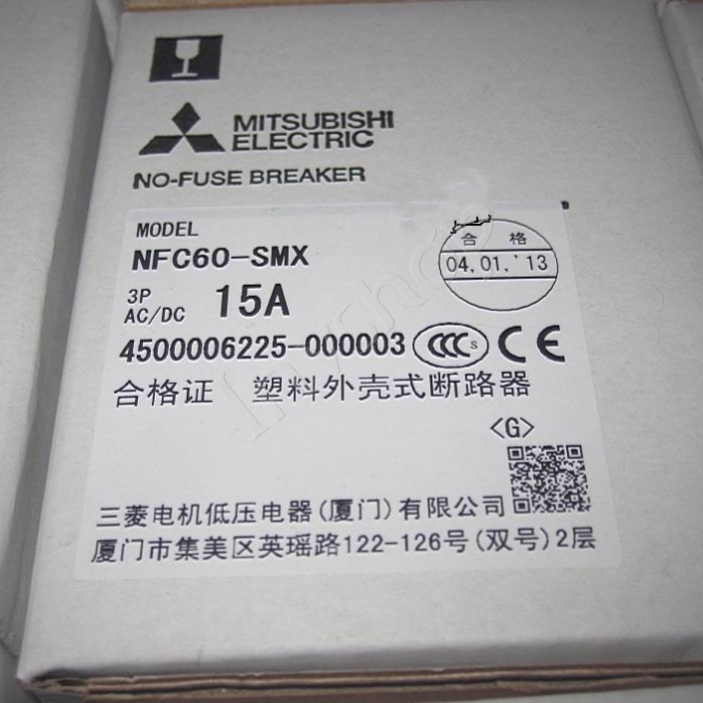 MITSUBISHI
ELECTRIC
NO-FUSE BREAKER
MODEL
NFC60-SMX
合 格
04,01,'13
3P
AC/DC 15A
4500006225-000003 CCC S CE
合格证 塑料外壳式断路器
<G>
三菱电机低压电器(厦门)有限公司
厦门市集美区英瑶路122-126号(双号)2层